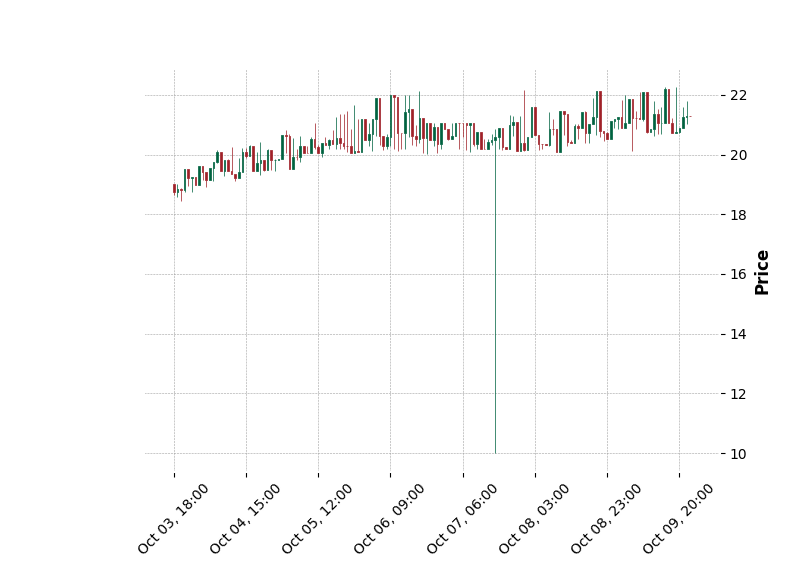 22
20
18
16
14
12
10
Price
Oct 03, 18:00
Oct 04, 15:00
Oct 05, 12:00
Oct 06, 09:00
Oct 07, 06:00
Oct 08, 03:00
Oct 08, 23:00
Oct 09, 20:00